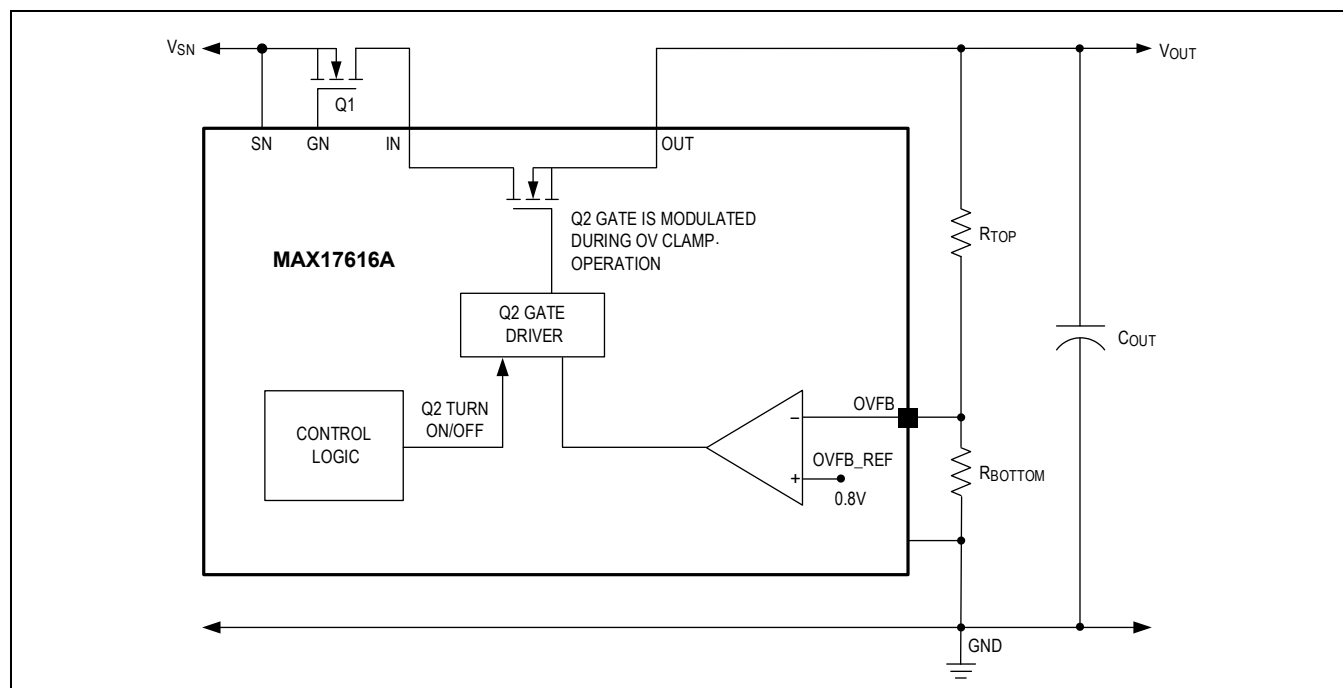 VSN
VOUT
Q1
SN
GN
IN
OUT
Q2 GATE IS MODULATED
DURING OV CLAMP.
OPERATION
RTOP
MAX17616A
Q2 GATE
DRIVER
COUT
OVFB
−
Q2 TURN
ON/OFF
CONTROL
LOGIC
OVFB_REF
+
0.8V
RBOTTOM
GND